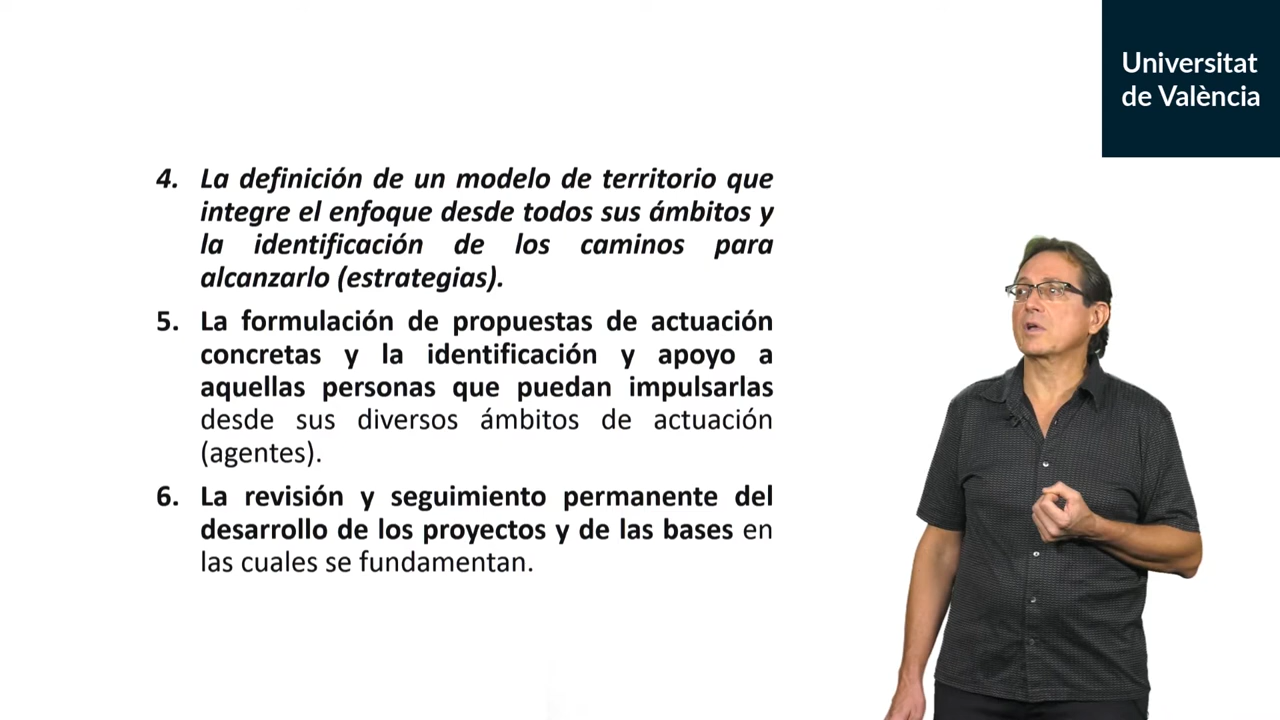 Universitat
de València
4. La definición de un modelo de territorio que
integre el enfoque desde todos sus ámbitos y
la identificación de los caminos para
alcanzarlo (estrategias).
5. La formulación de propuestas de actuación
concretas y la identificación y apoyo a
aquellas personas que puedan impulsarlas
desde sus diversos ámbitos de actuación
(agentes).
6. La revisión y seguimiento permanente del
desarrollo de los proyectos y de las bases en
las cuales se fundamentan.